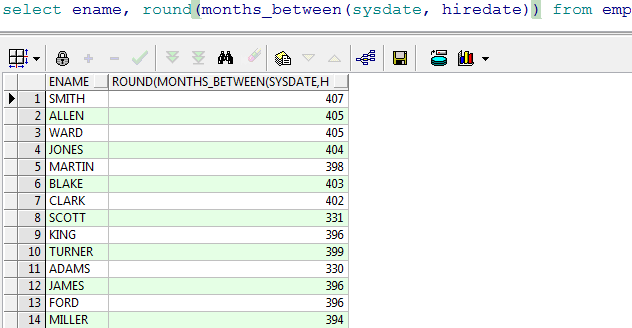 select ename, round(months_between(sysdate, hiredate)) from emp
ENAME ROUND(MONTHS_BETWEEN(SYSDATE,H
1 SMITH 407
2 ALLEN 405
3 WARD 405
4 JONES 404
5 MARTIN 398
6 BLAKE 403
7 CLARK 402
8 SCOTT 331
9 KING 396
10 TURNER 399
11 ADAMS 330
12 JAMES 396
13 FORD 396
14 MILLER 394